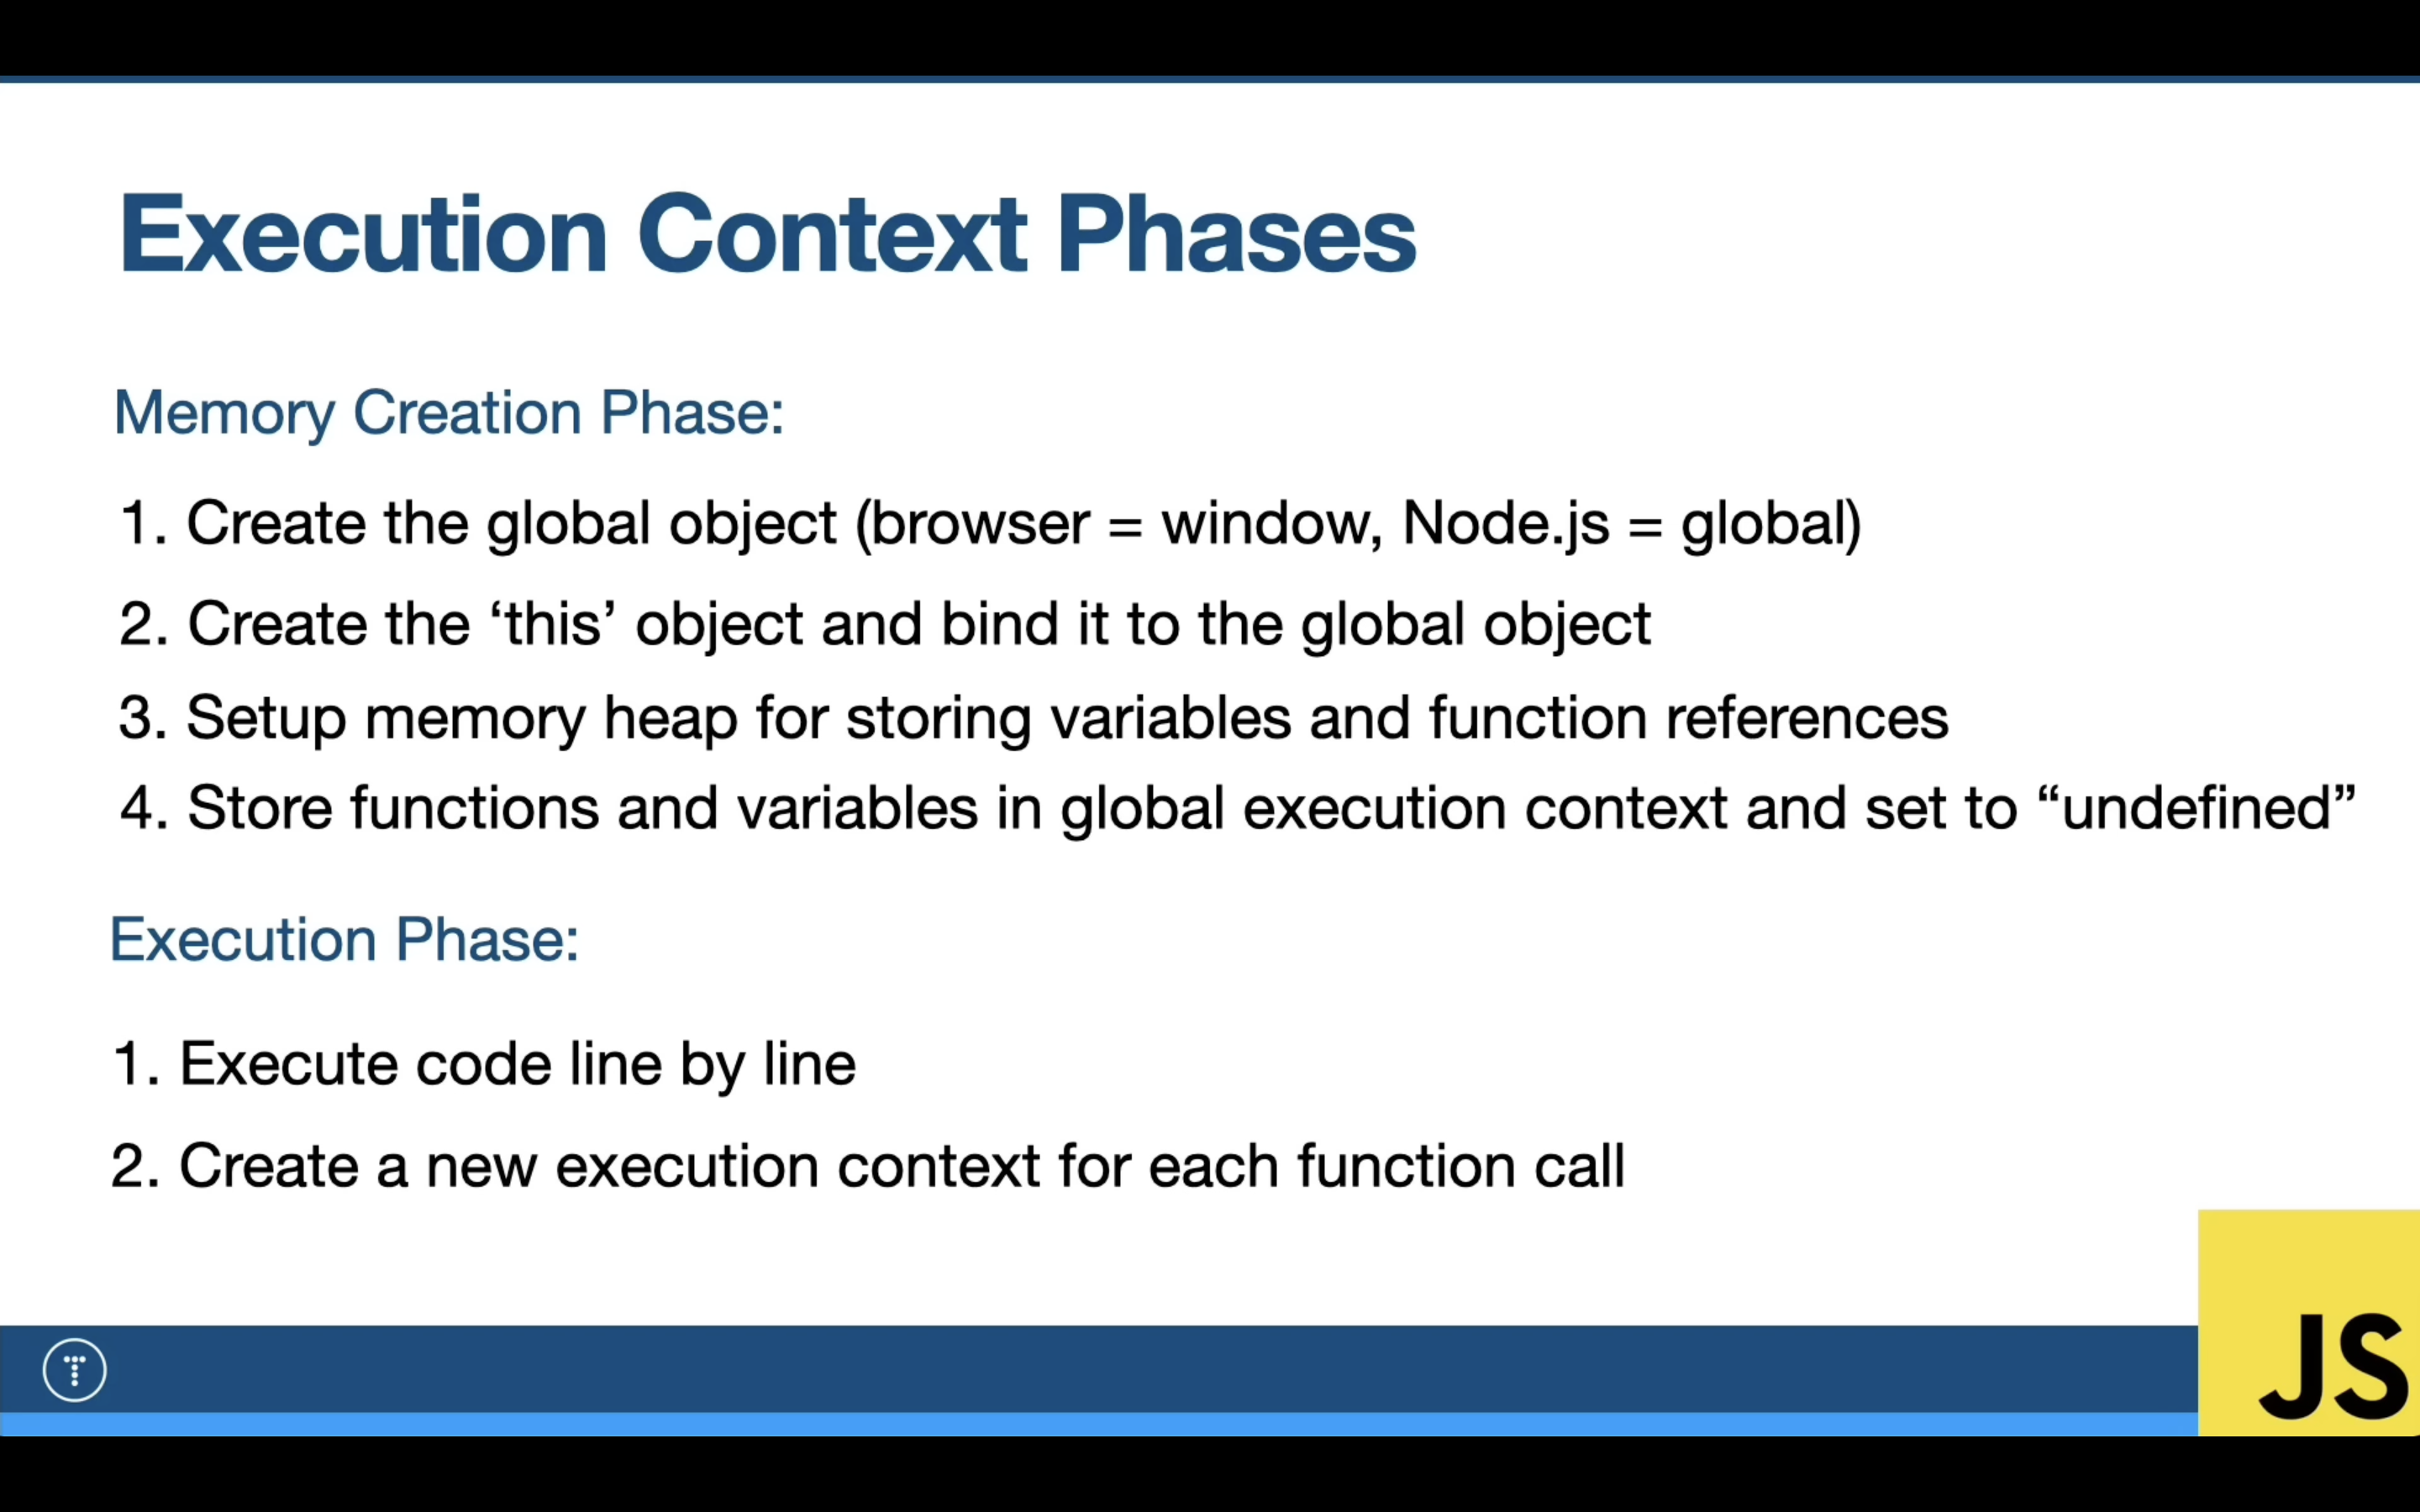 Execution Context Phases
Memory Creation Phase:
1. Create the global object (browser = window, Node.js = global)
2. Create the ‘this’ object and bind it to the global object
3. Setup memory heap for storing variables and function references
4. Store functions and variables in global execution context and set to “undefined”
Execution Phase:
1. Execute code line by line
2. Create a new execution context for each function call
T
JS